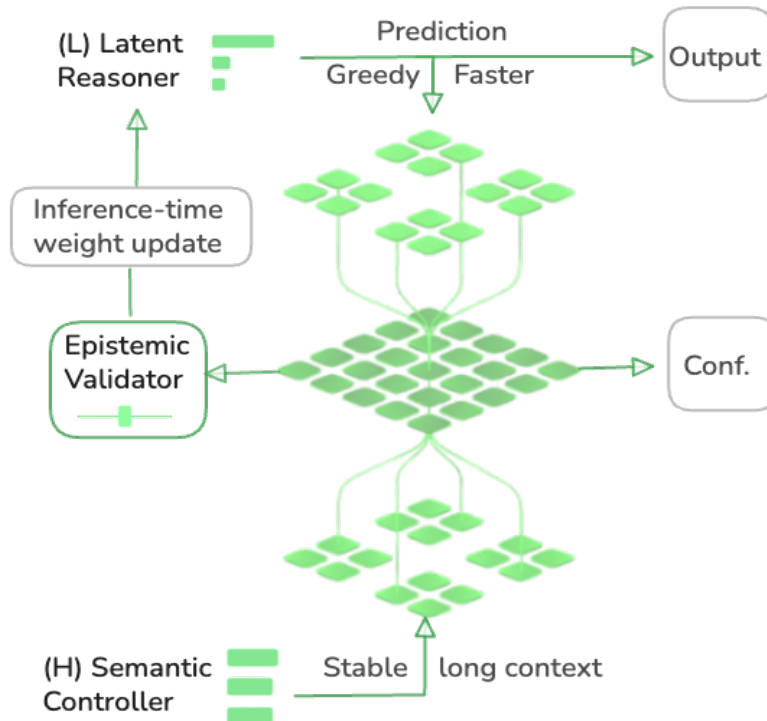 (L) Latent
Reasoner
Prediction
Greedy Faster
Output
Inference-time
weight update
Epistemic
Validator
Conf.
(H) Semantic
Controller
Stable long context